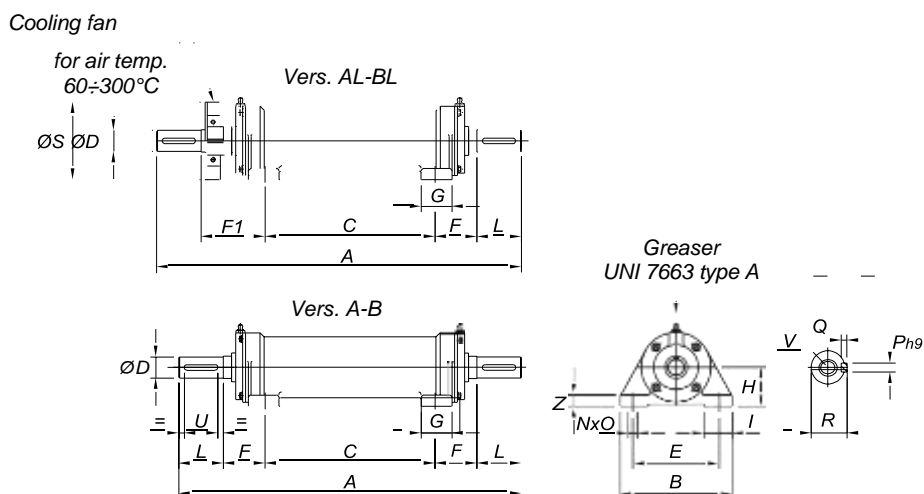 Cooling fan
for air temp.
60÷300°C
Vers. AL-BL
ØS ØD
G
F1 C F L
A
Greaser
UNI 7663 type A
Vers. A-B
ØD
Q
V
Ph9
H
Z
G
NxO
I
R
= U =
L F C F L
E
B
A